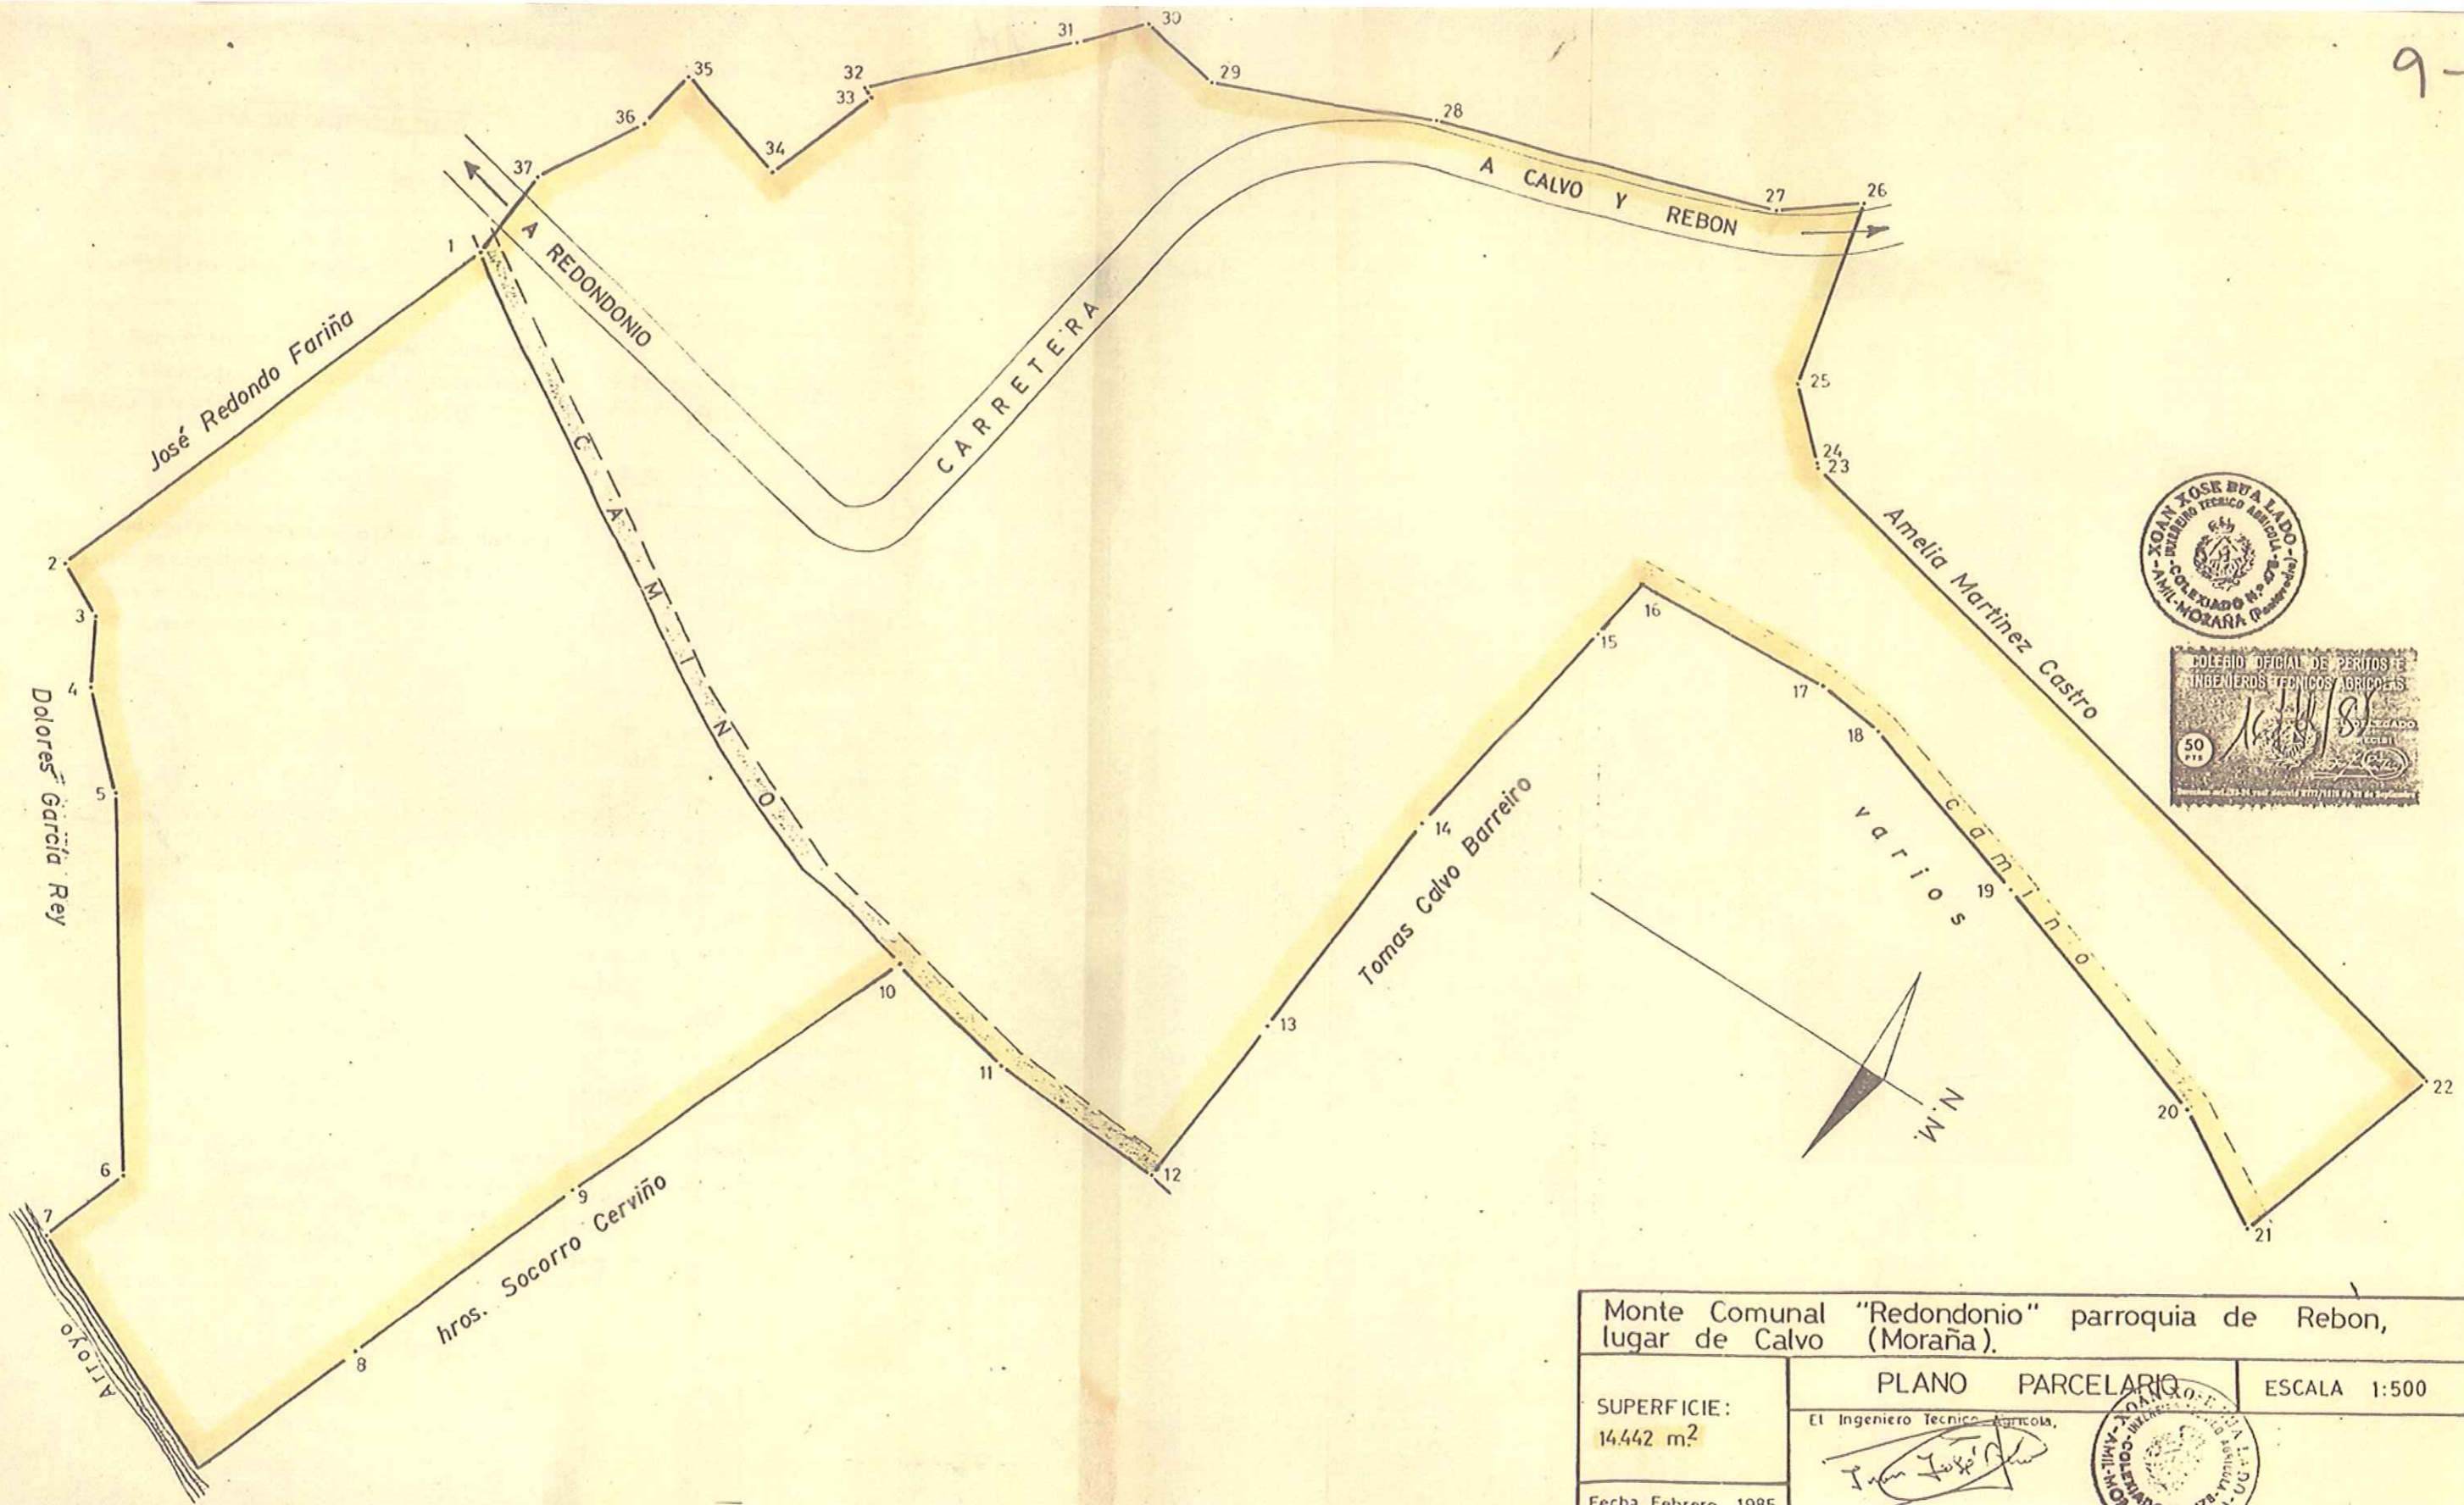 9-
30
31
29
35
32
33
28
36
34
37
A CALVO Y REBON
27
26
1
A REDONDONIO
CARRETERA
José Redondo Fariña
25
24
23
CAMINO
2
3
4
Dolores García Rey
5
16
15
17
18
Amelia Martinez Castro
XOAN XOSE BUA LADO
INXENEIRO TECNICO AGRICOLA
COLEXIADO N.º 478
AMIL-MORAÑA (Pontevedra)
COLEGIO OFICIAL DE PERITOS E
INGENIEROS TECNICOS AGRICOLAS
50
PTS
14
Tomas Calvo Barreiro
varios
camino
19
10
13
11
12
N.M.
20
22
21
6
7
9
8
hros. Socorro Cerviño
Arroyo
Monte Comunal "Redondonio" parroquia de Rebon,
lugar de Calvo (Moraña).
SUPERFICIE:
14.442 m.²
PLANO PARCELARIO
ESCALA 1:500
El Ingeniero Tecnico Agricola,
Fecha Febrero 1985